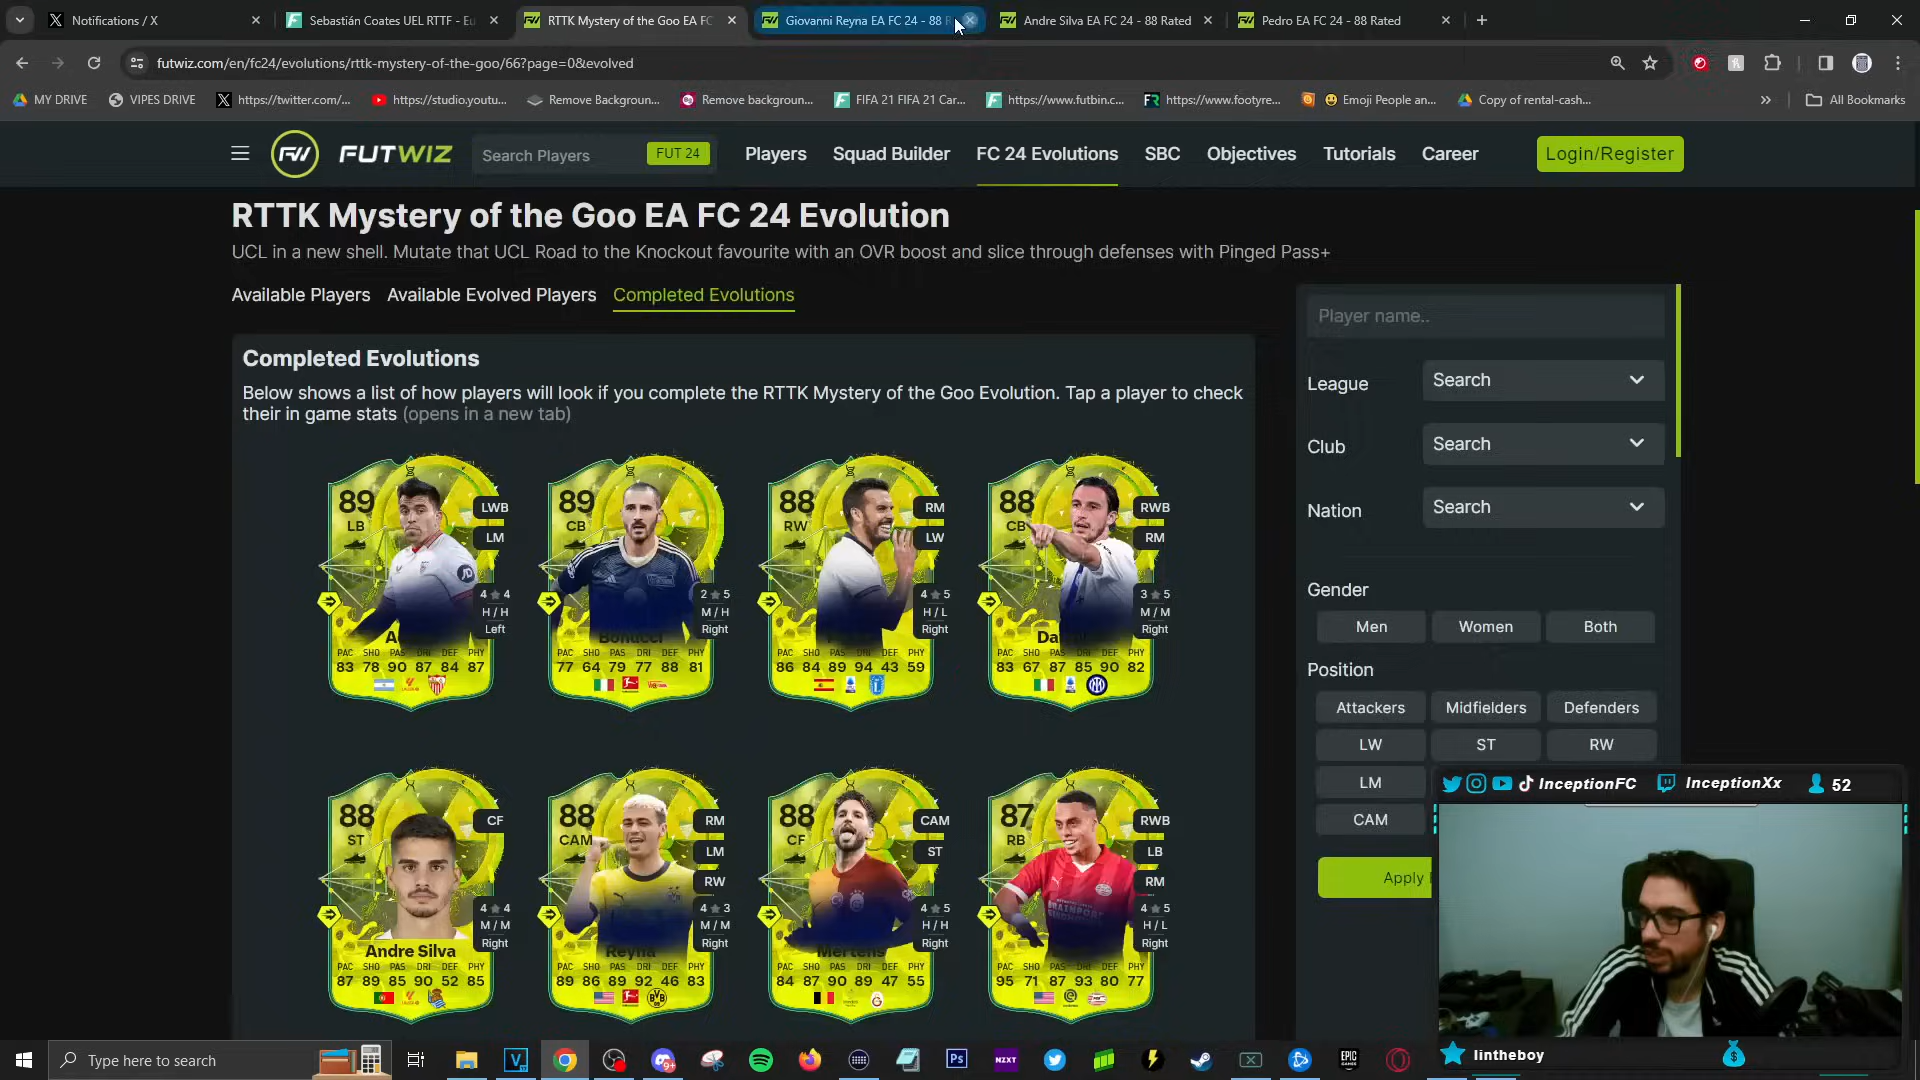 Notifications / X
Sebastián Coates UEL RTTF - Eu
RTTK Mystery of the Goo EA FC
Giovanni Reyna EA FC 24 - 88 R
Andre Silva EA FC 24 - 88 Rated
Pedro EA FC 24 - 88 Rated
futwiz.com/en/fc24/evolutions/rttk-mystery-of-the-goo/66?page=0&evolved
MY DRIVE
VIPES DRIVE
https://twitter.com/...
https://studio.youtu...
Remove Backgroun...
Remove backgroun...
FIFA 21 FIFA 21 Car...
https://www.futbin.c...
https://www.footyre...
Emoji People an...
Copy of rental-cash...
All Bookmarks
FUTWIZ
Search Players
FUT 24
Players
Squad Builder
FC 24 Evolutions
SBC
Objectives
Tutorials
Career
Login/Register
RTTK Mystery of the Goo EA FC 24 Evolution
UCL in a new shell. Mutate that UCL Road to the Knockout favourite with an OVR boost and slice through defenses with Pinged Pass+
Available Players
Available Evolved Players
Completed Evolutions
Completed Evolutions
Below shows a list of how players will look if you complete the RTTK Mystery of the Goo Evolution. Tap a player to check
their in game stats (opens in a new tab)
89
LB
LWB
LM
4 ★ 4
H / H
Left
PAC SHO PAS DRI DEF PHY
83 78 90 87 84 87
89
CB
2 ★ 5
M / H
Right
Bonucci
PAC SHO PAS DRI DEF PHY
77 64 79 77 88 81
88
RW
RM
LW
4 ★ 5
H / L
Right
PAC SHO PAS DRI DEF PHY
86 84 89 94 43 59
88
CB
RWB
RM
3 ★ 5
M / M
Right
PAC SHO PAS DRI DEF PHY
83 67 87 85 90 82
88
ST
CF
4 ★ 4
M / M
Right
Andre Silva
PAC SHO PAS DRI DEF PHY
87 89 85 90 52 85
88
CAM
RM
LM
RW
4 ★ 3
M / M
Right
Reyna
PAC SHO PAS DRI DEF PHY
89 86 89 92 46 83
88
CF
CAM
ST
4 ★ 5
H / H
Right
Mertens
PAC SHO PAS DRI DEF PHY
84 87 90 89 47 55
87
RB
RWB
LB
RM
4 ★ 5
H / L
Right
PAC SHO PAS DRI DEF PHY
95 71 87 93 80 77
Player name..
League
Search
Club
Search
Nation
Search
Gender
Men
Women
Both
Position
Attackers
Midfielders
Defenders
LW
ST
RW
LM
CAM
Apply
InceptionFC
InceptionXx
52
lintheboy
Type here to search